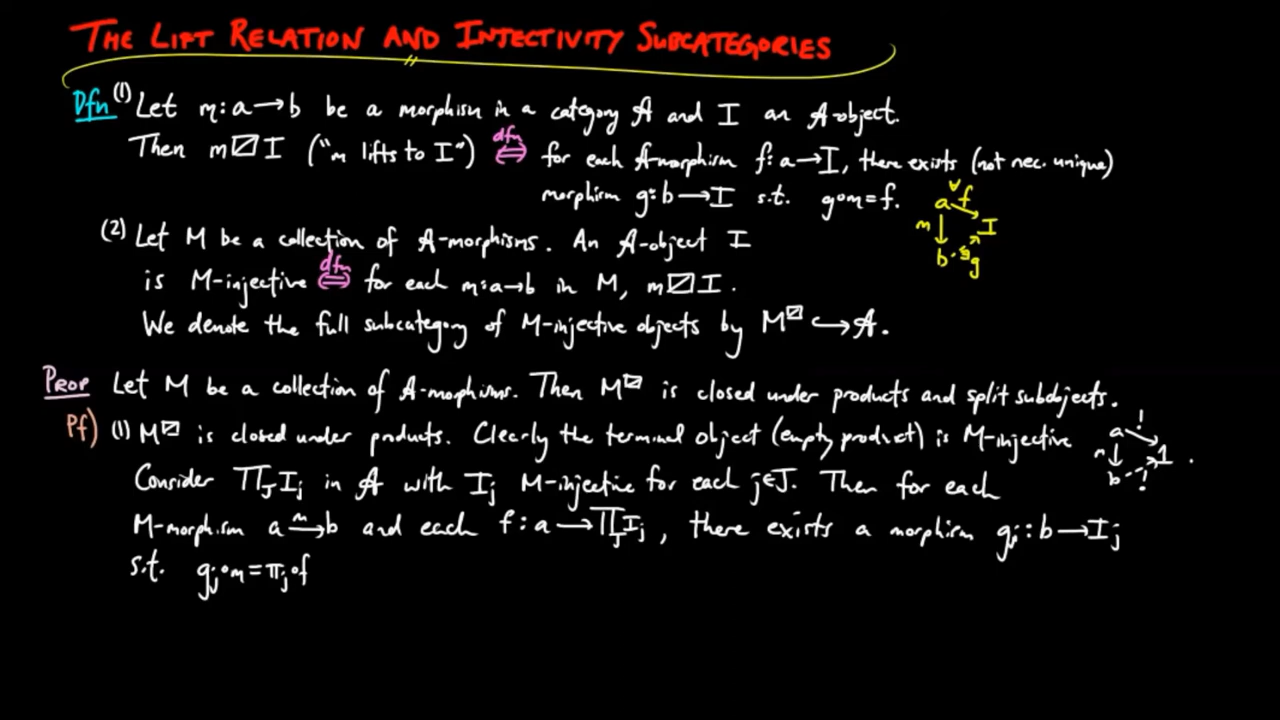 THE LIFT RELATION AND INJECTIVITY SUBCATEGORIES
Dfn (1) Let m: a → b be a morphism in a category A and I an A-object.
Then m ⧄ I ("m lifts to I") ⇔ dfn for each A-morphism f: a → I, there exists (not nec. unique)
morphism g: b → I s.t. g∘m = f.
∀f
a
m
I
b
∃g
(2) Let M be a collection of A-morphisms. An A-object I
is M-injective ⇔ dfn for each m: a → b in M, m ⧄ I.
We denote the full subcategory of M-injective objects by M^⧄ ↪ A.
PROP Let M be a collection of A-morphisms. Then M^⧄ is closed under products and split subobjects.
Pf) (1) M^⧄ is closed under products. Clearly the terminal object (empty product) is M-injective
a ! m 1 b ! .
Consider Π_J I_j in A with I_j M-injective for each j∈J. Then for each
M-morphism a →m b and each f: a → Π_J I_j, there exists a morphism g_j: b → I_j
s.t. g_j∘m = π_j∘f